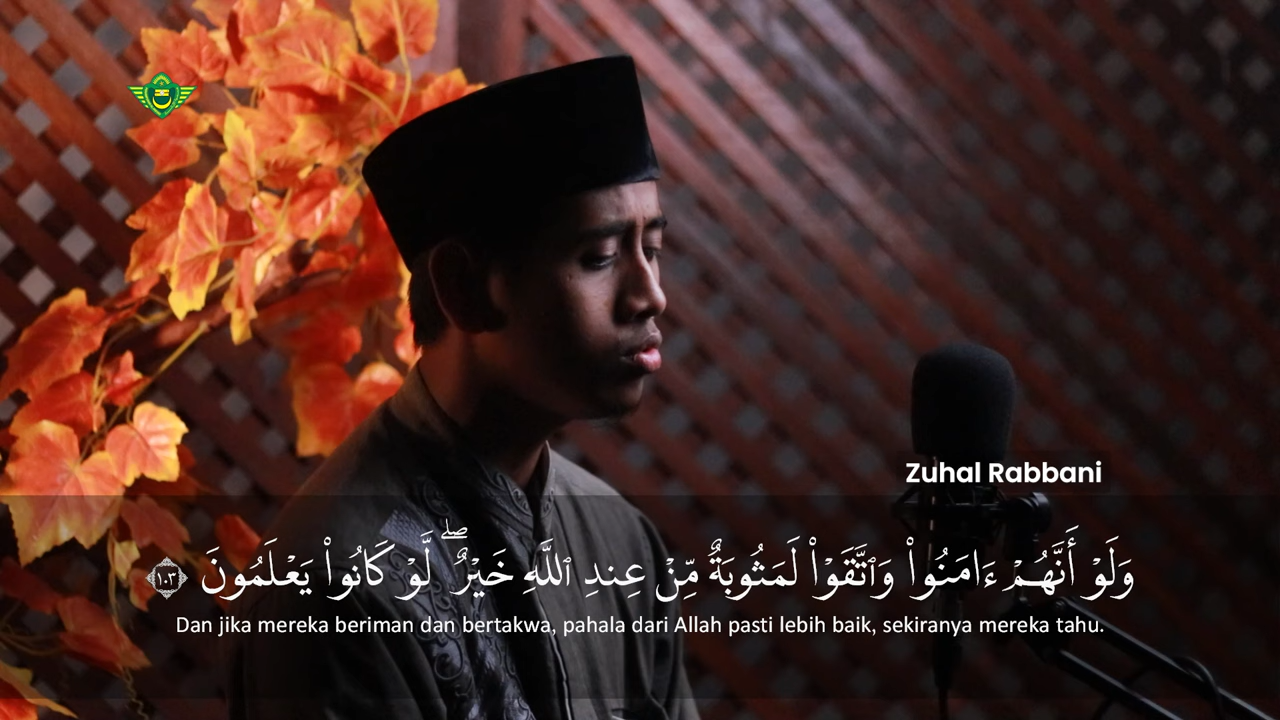 Zuhal Rabbani
وَلَوْ أَنَّهُمْ ءَامَنُوا۟ وَٱتَّقَوْا۟ لَمَثُوبَةٌ مِّنْ عِندِ ٱللَّهِ خَيْرٌ ۖ لَّوْ كَانُوا۟ يَعْلَمُونَ ١٠٣
Dan jika mereka beriman dan bertakwa, pahala dari Allah pasti lebih baik, sekiranya mereka tahu.